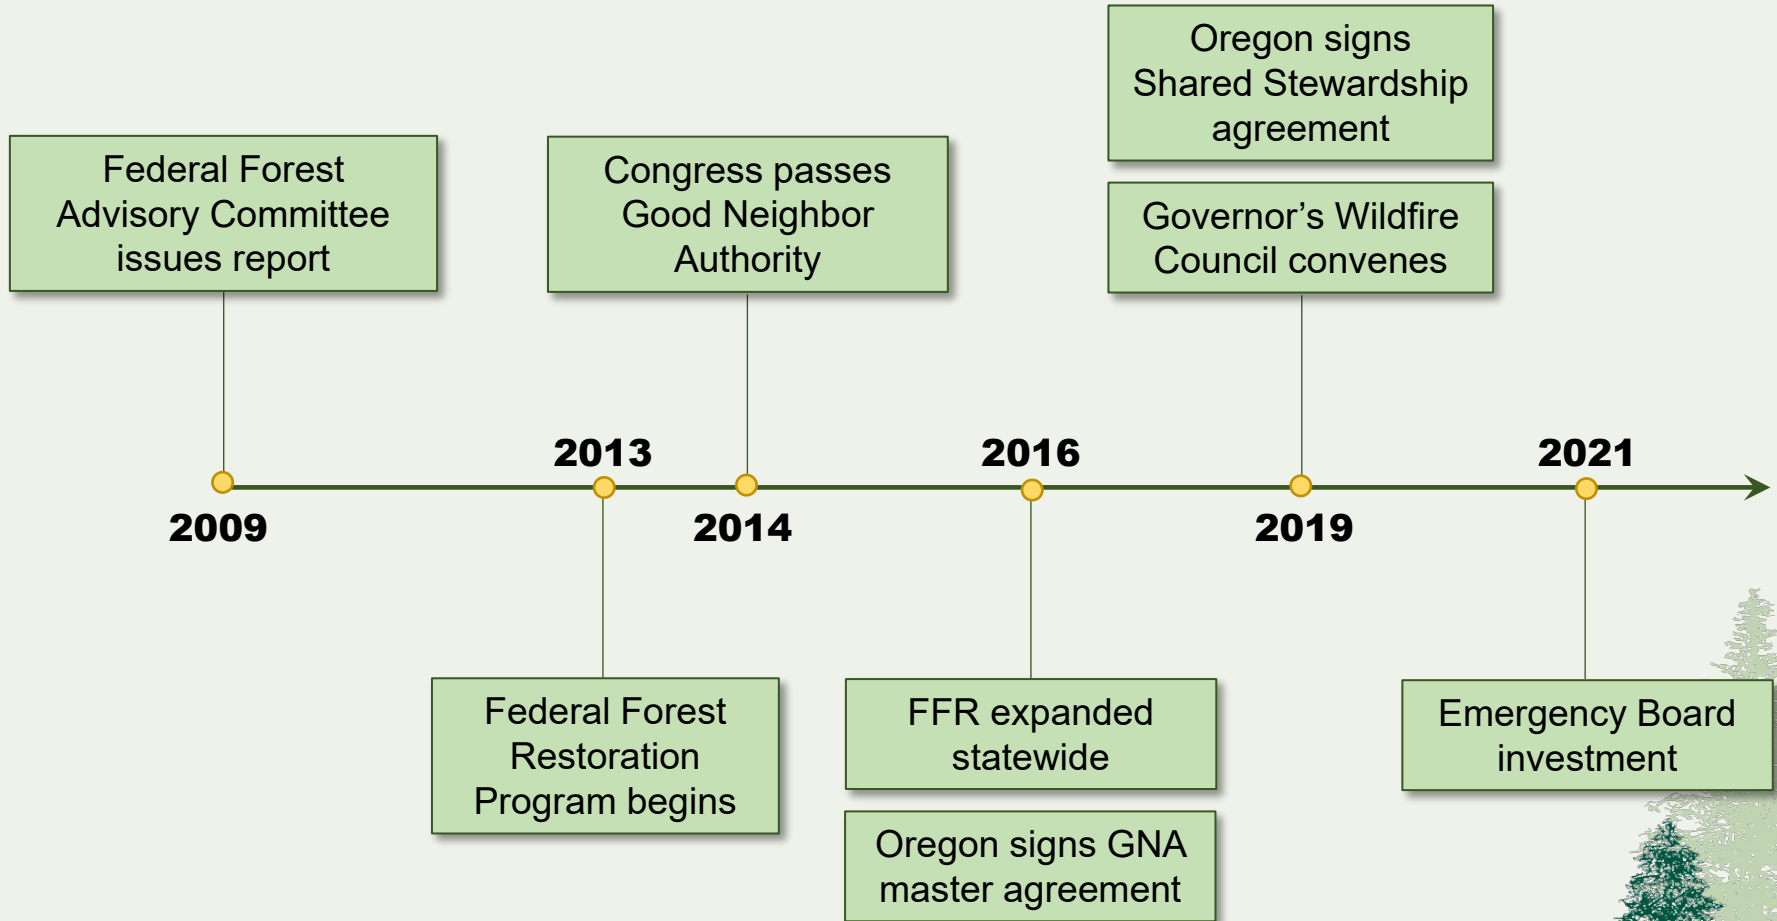 Oregon signs
Shared Stewardship
agreement
Federal Forest
Advisory Committee
issues report
Congress passes
Good Neighbor
Authority
Governor’s Wildfire
Council convenes
2013
2016
2021
2009
2014
2019
Federal Forest
Restoration
Program begins
FFR expanded
statewide
Emergency Board
investment
Oregon signs GNA
master agreement